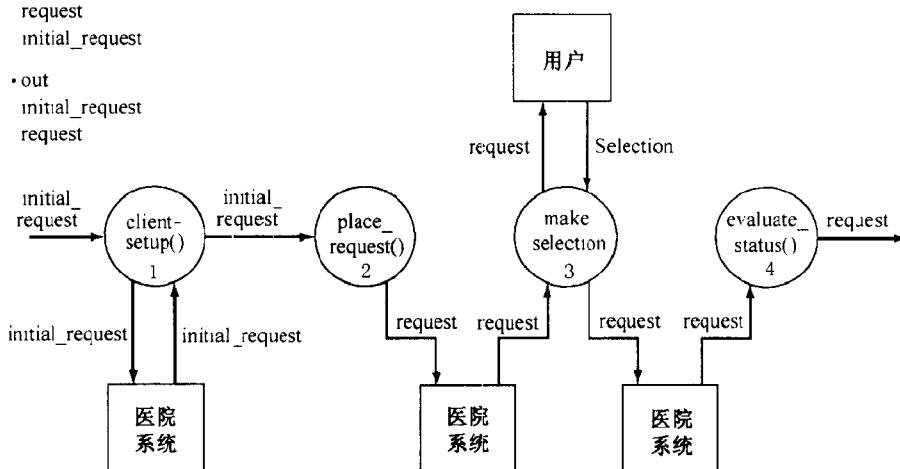 request
initial_request
· out
initial_request
request
用户
request
Selection
initial_
request
client-
setup()
1
initial_
request
place_
request()
2
make
selection
3
evaluate_
status()
4
request
initial_request
initial_request
request
request
request
request
医院
系统
医院
系统
医院
系统